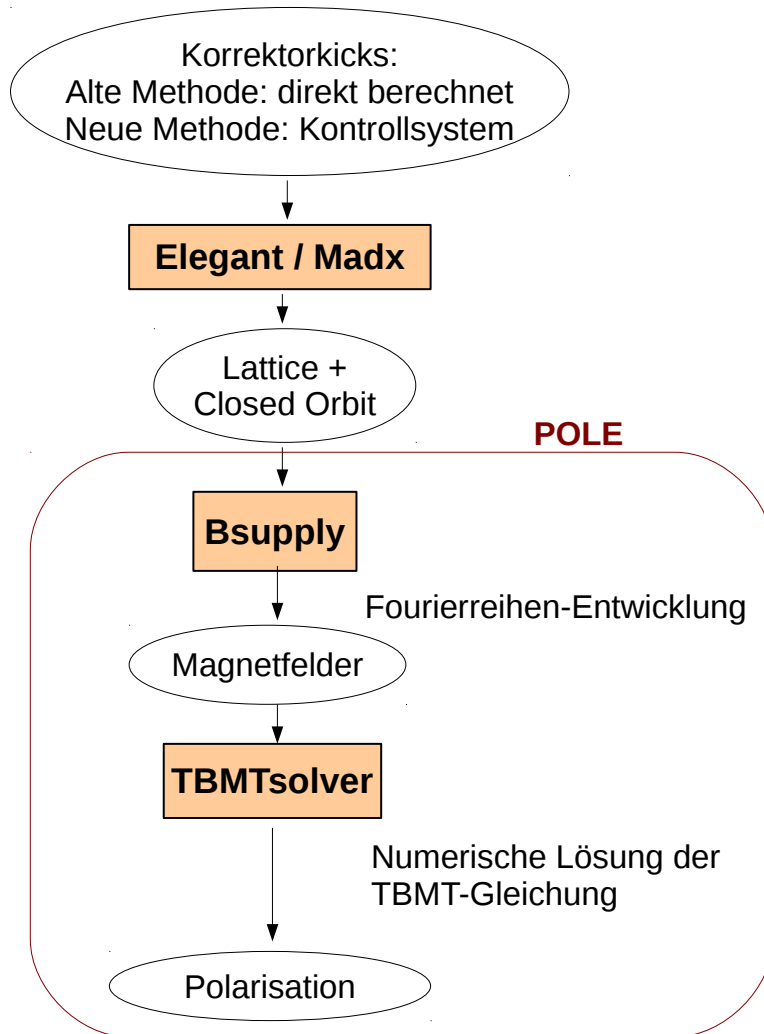 Korrektorkicks:
Alte Methode: direkt berechnet
Neue Methode: Kontrollsystem
Elegant / Madx
Lattice +
Closed Orbit
POLE
Bsupply
Fourierreihen-Entwicklung
Magnetfelder
TBMTsolver
Numerische Lösung der
TBMT-Gleichung
Polarisation